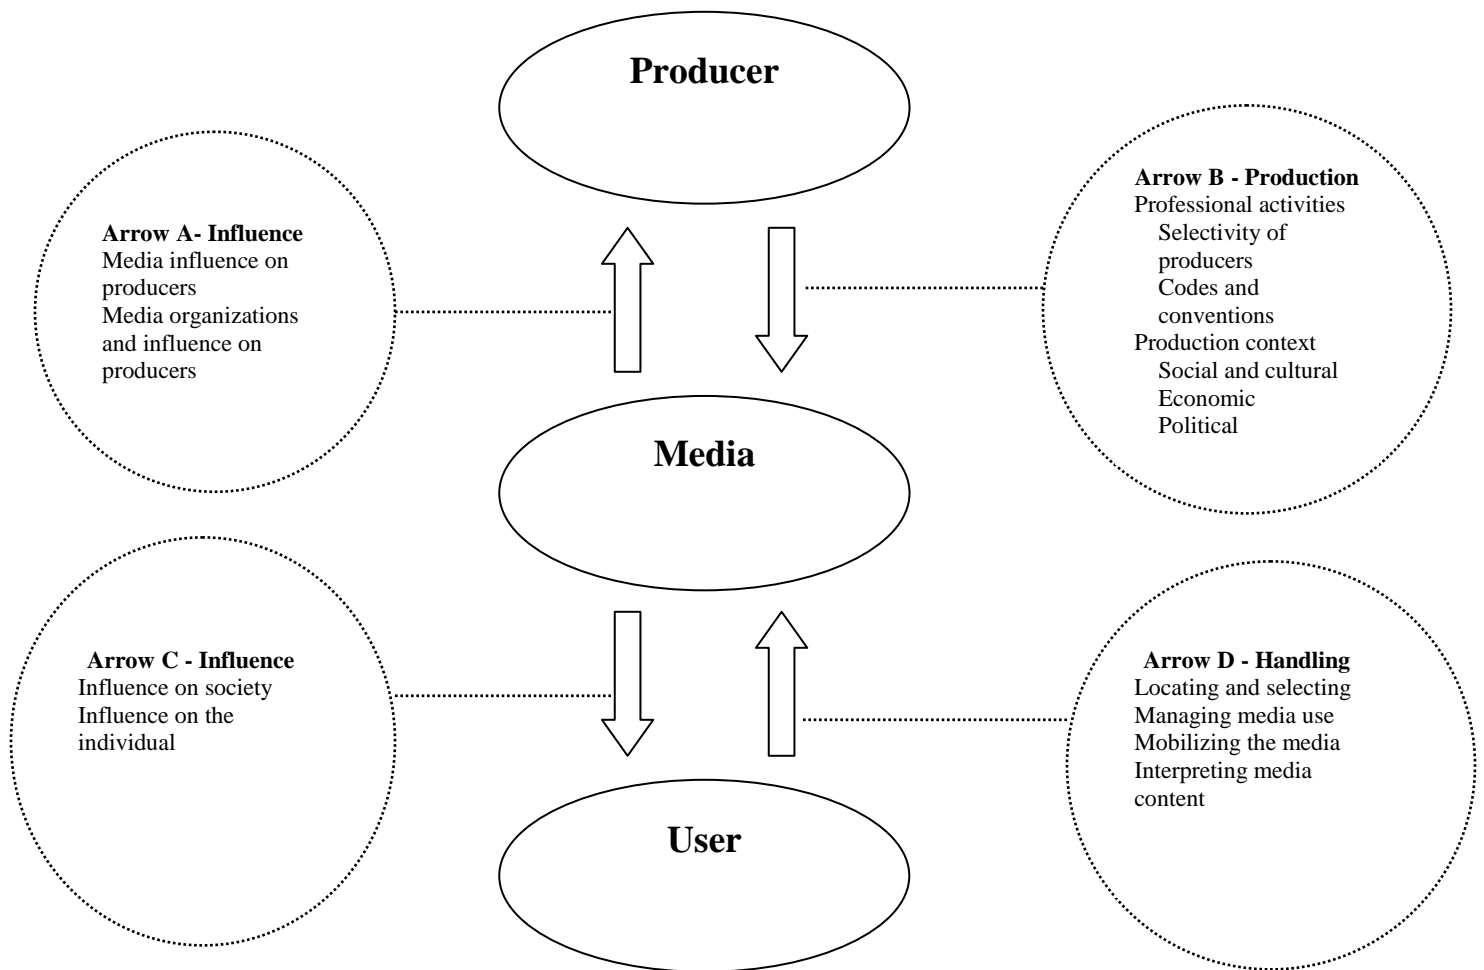 Producer
Arrow A- Influence
Media influence on
producers
Media organizations
and influence on
producers
Arrow B - Production
Professional activities
Selectivity of
producers
Codes and
conventions
Production context
Social and cultural
Economic
Political
Media
Arrow C - Influence
Influence on society
Influence on the
individual
Arrow D - Handling
Locating and selecting
Managing media use
Mobilizing the media
Interpreting media
content
User